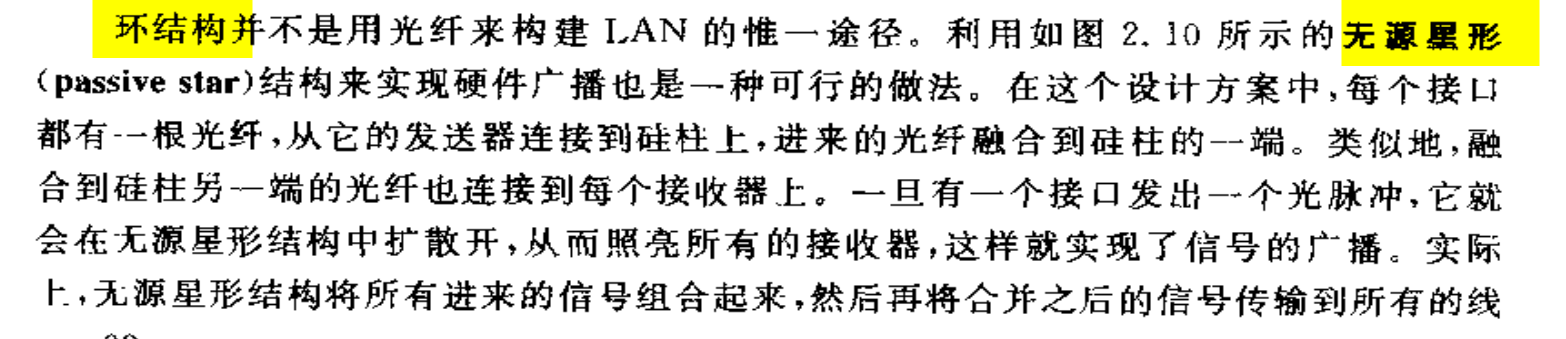 环结构并不是用光纤来构建 LAN 的惟一途径。利用如图 2.10 所示的无源星形
(passive star)结构来实现硬件广播也是一种可行的做法。在这个设计方案中,每个接口
都有一根光纤,从它的发送器连接到硅柱上,进来的光纤融合到硅柱的一端。类似地,融
合到硅柱另一端的光纤也连接到每个接收器上。一旦有一个接口发出一个光脉冲,它就
会在无源星形结构中扩散开,从而照亮所有的接收器,这样就实现了信号的广播。实际
上,无源星形结构将所有进来的信号组合起来,然后再将合并之后的信号传输到所有的线